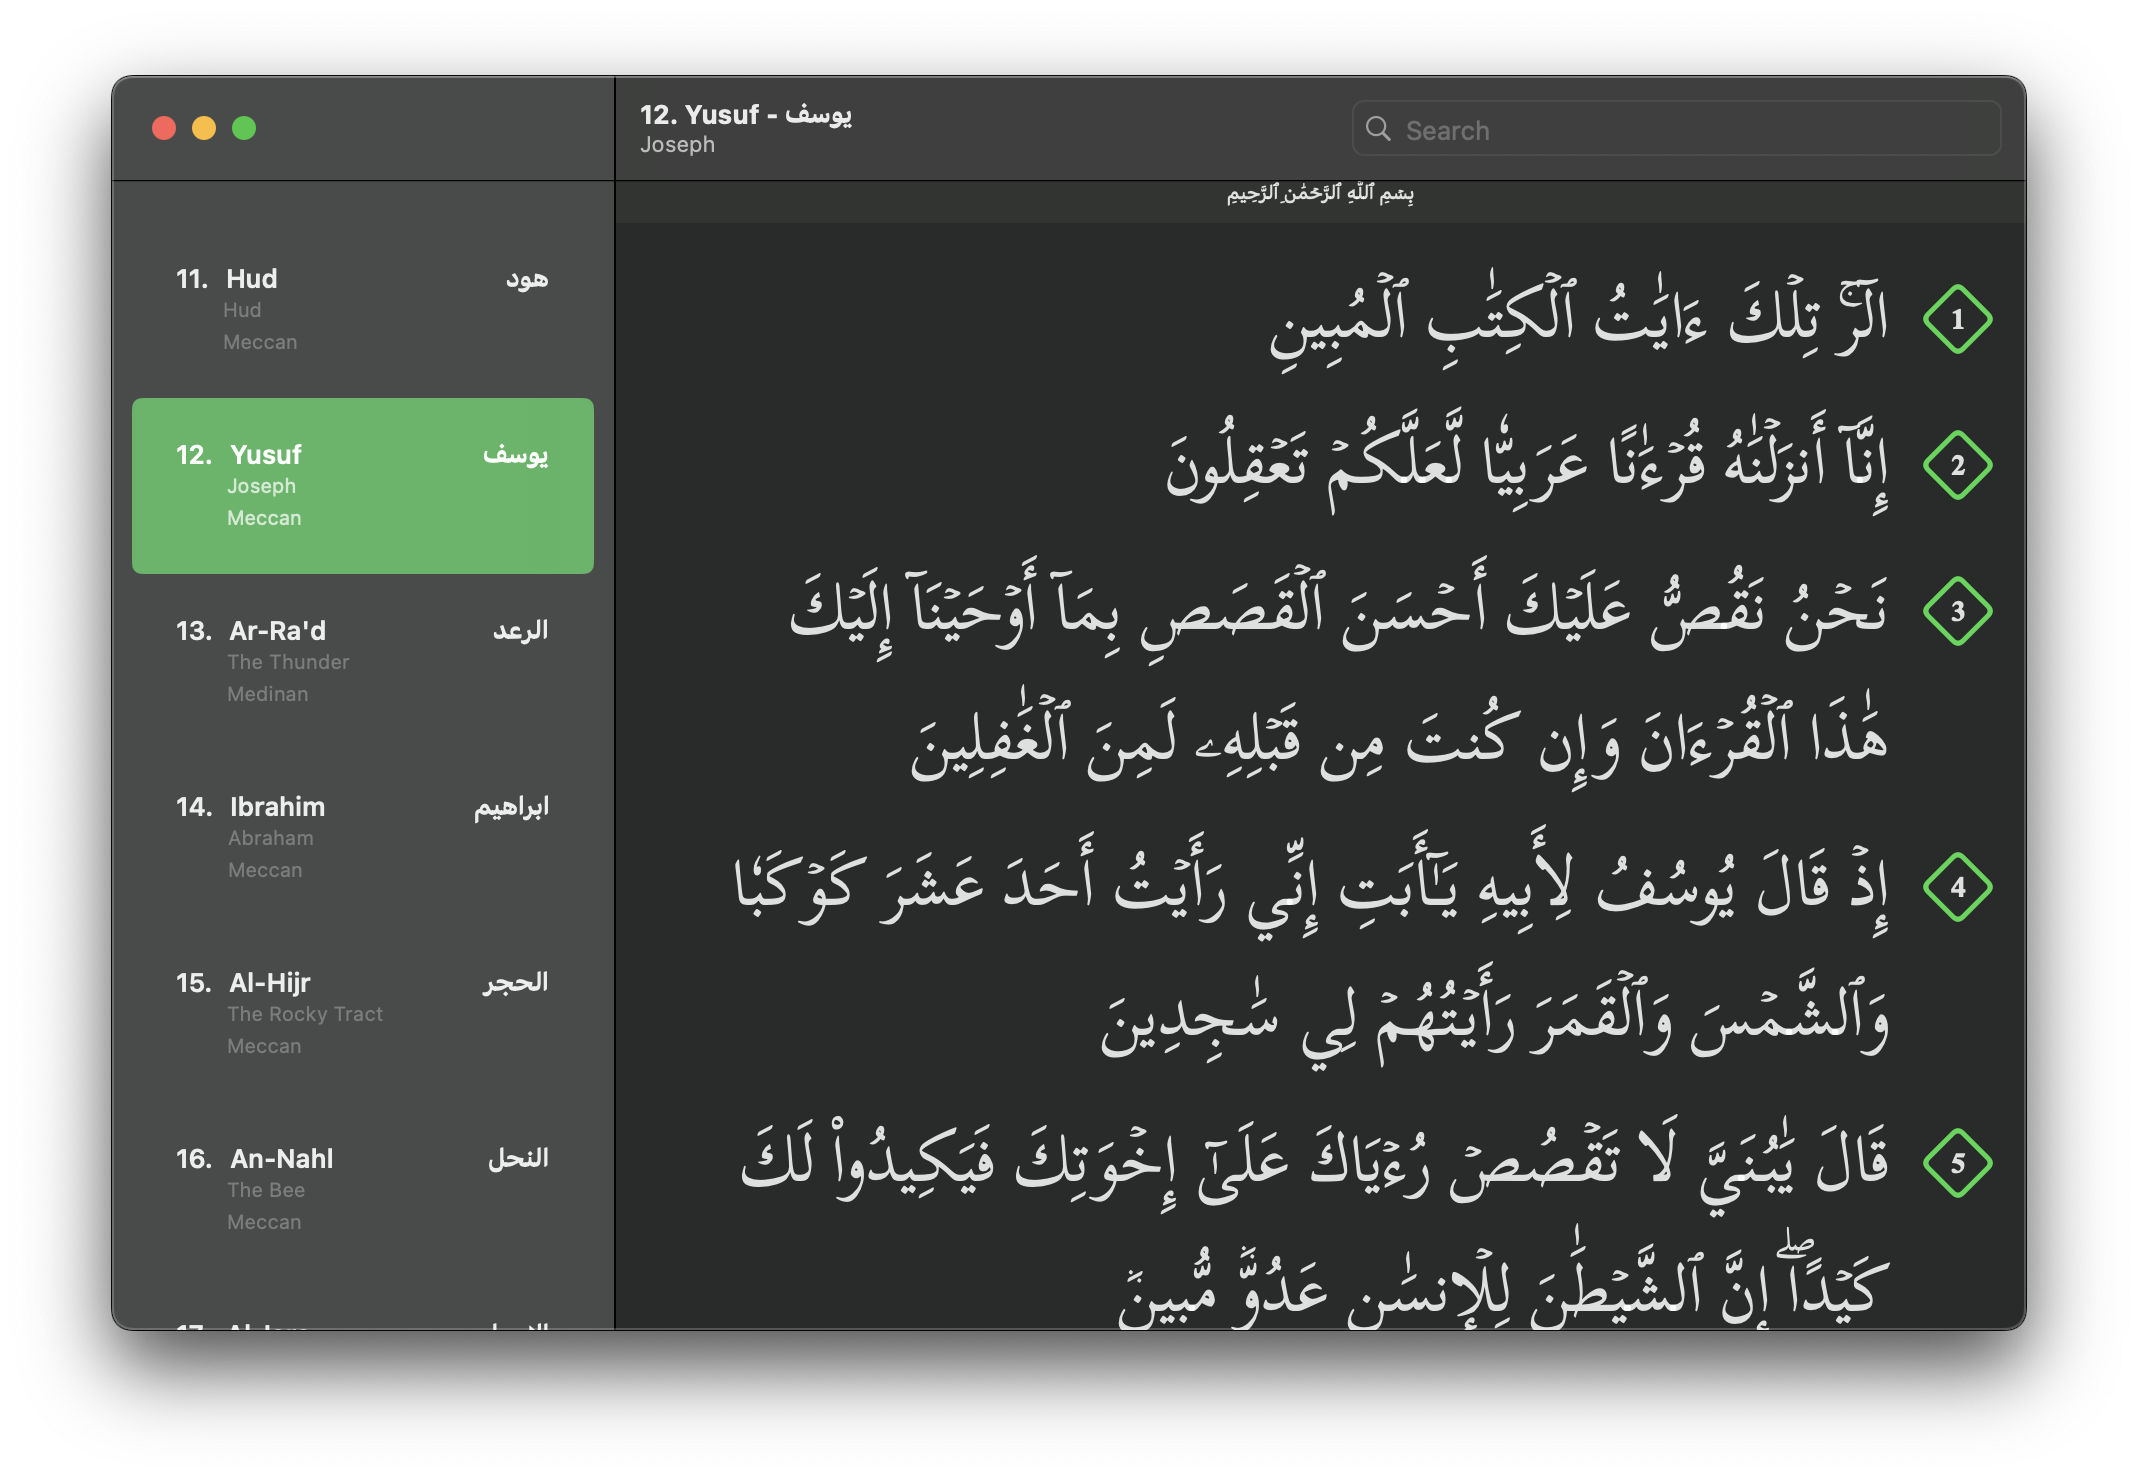 12. Yusuf - يوسف
Joseph
Search
11. Hud هود
Hud
Meccan
12. Yusuf يوسف
Joseph
Meccan
13. Ar-Ra'd الرعد
The Thunder
Medinan
14. Ibrahim ابراهيم
Abraham
Meccan
15. Al-Hijr الحجر
The Rocky Tract
Meccan
16. An-Nahl النحل
The Bee
Meccan
بِسْمِ ٱللَّهِ ٱلرَّحْمَٰنِ ٱلرَّحِيمِ
1 الٓرۚ تِلۡكَ ءَايَٰتُ ٱلۡكِتَٰبِ ٱلۡمُبِينِ
2 إِنَّآ أَنزَلۡنَٰهُ قُرۡءَٰنًا عَرَبِيّٗا لَّعَلَّكُمۡ تَعۡقِلُونَ
3 نَحۡنُ نَقُصُّ عَلَيۡكَ أَحۡسَنَ ٱلۡقَصَصِ بِمَآ أَوۡحَيۡنَآ إِلَيۡكَ
هَٰذَا ٱلۡقُرۡءَانَ وَإِن كُنتَ مِن قَبۡلِهِۦ لَمِنَ ٱلۡغَٰفِلِينَ
4 إِذۡ قَالَ يُوسُفُ لِأَبِيهِ يَٰٓأَبَتِ إِنِّي رَأَيۡتُ أَحَدَ عَشَرَ كَوۡكَبٗا
وَٱلشَّمۡسَ وَٱلۡقَمَرَ رَأَيۡتُهُمۡ لِي سَٰجِدِينَ
5 قَالَ يَٰبُنَيَّ لَا تَقۡصُصۡ رُءۡيَاكَ عَلَىٰٓ إِخۡوَتِكَ فَيَكِيدُواْ لَكَ
كَيۡدًاۖ إِنَّ ٱلشَّيۡطَٰنَ لِلۡإِنسَٰنِ عَدُوّٞ مُّبِينٞ